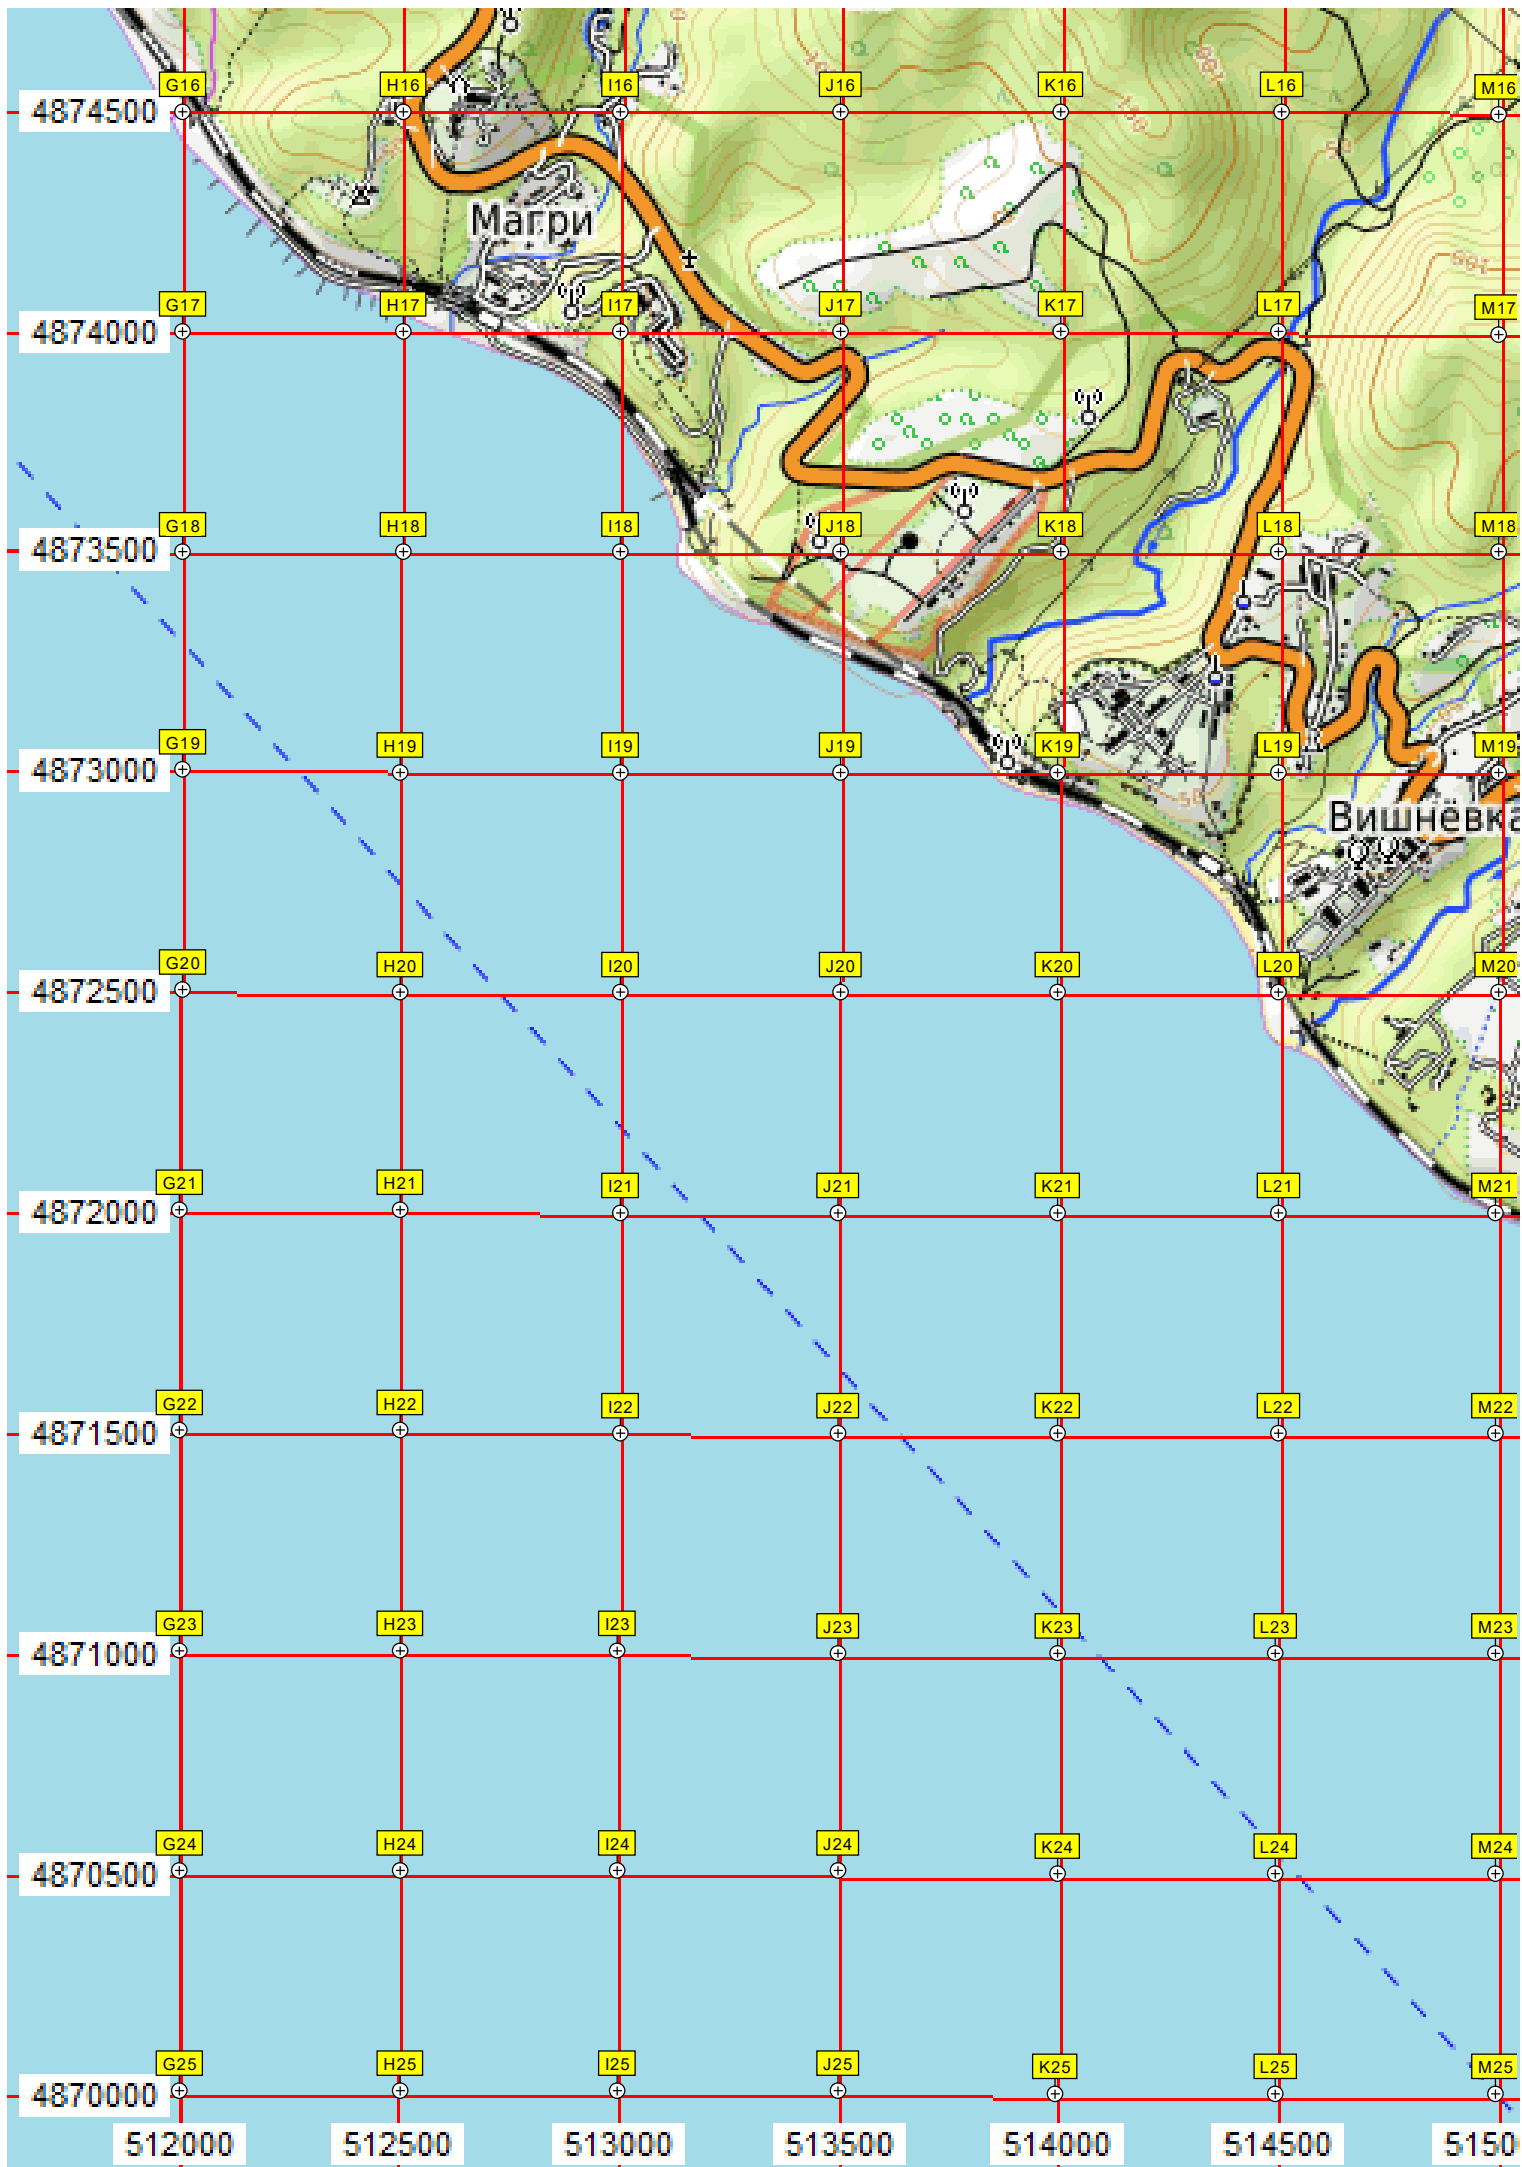 G16 H16 I16 J16 K16 L16 M16
4874500
Магри
G17 H17 I17 J17 K17 L17 M17
4874000
G18 H18 I18 J18 K18 L18 M18
4873500
G19 H19 I19 J19 K19 L19 M19
4873000
50
Вишнёвка
G20 H20 I20 J20 K20 L20 M20
4872500
G21 H21 I21 J21 K21 L21 M21
4872000
G22 H22 I22 J22 K22 L22 M22
4871500
G23 H23 I23 J23 K23 L23 M23
4871000
G24 H24 I24 J24 K24 L24 M24
4870500
G25 H25 I25 J25 K25 L25 M25
4870000
512000 512500 513000 513500 514000 514500 5150